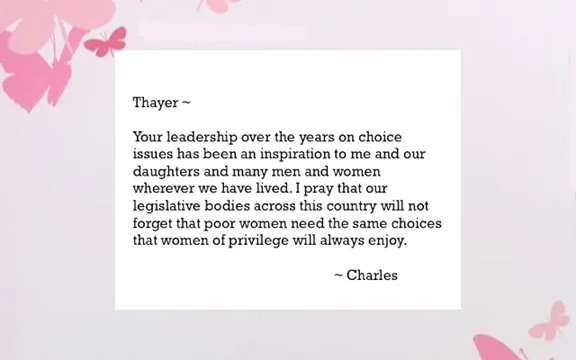 Thayer ~
Your leadership over the years on choice
issues has been an inspiration to me and our
daughters and many men and women
wherever we have lived. I pray that our
legislative bodies across this country will not
forget that poor women need the same choices
that women of privilege will always enjoy.
~ Charles